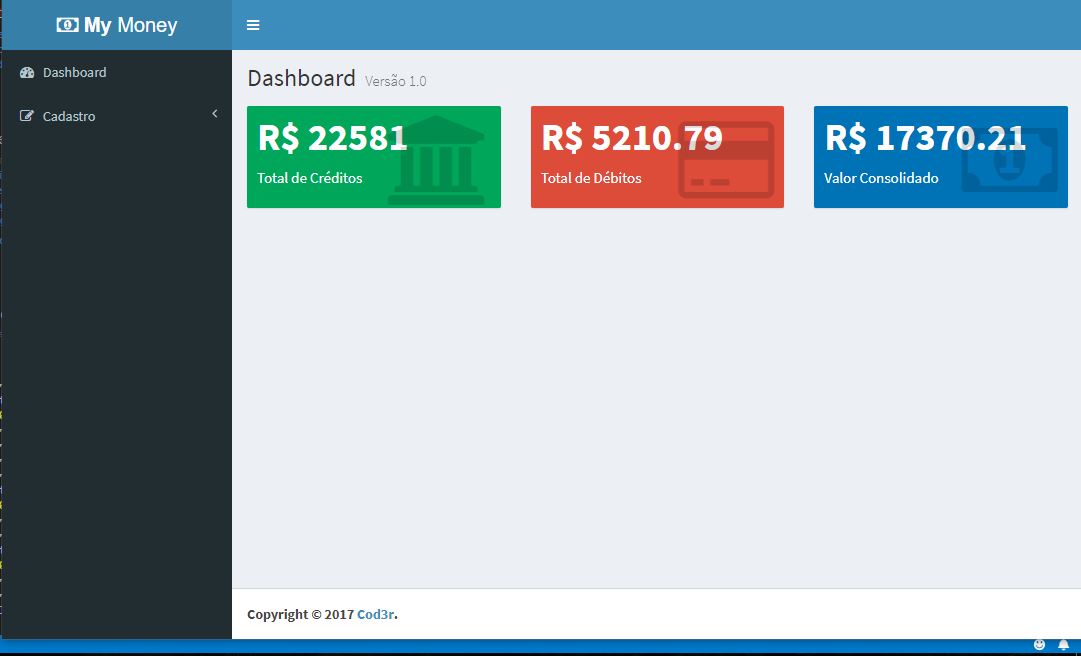 My Money
Dashboard
Cadastro
Dashboard Versão 1.0
R$ 22581
Total de Créditos
R$ 5210.79
Total de Débitos
R$ 17370.21
Valor Consolidado
Copyright © 2017 Cod3r.